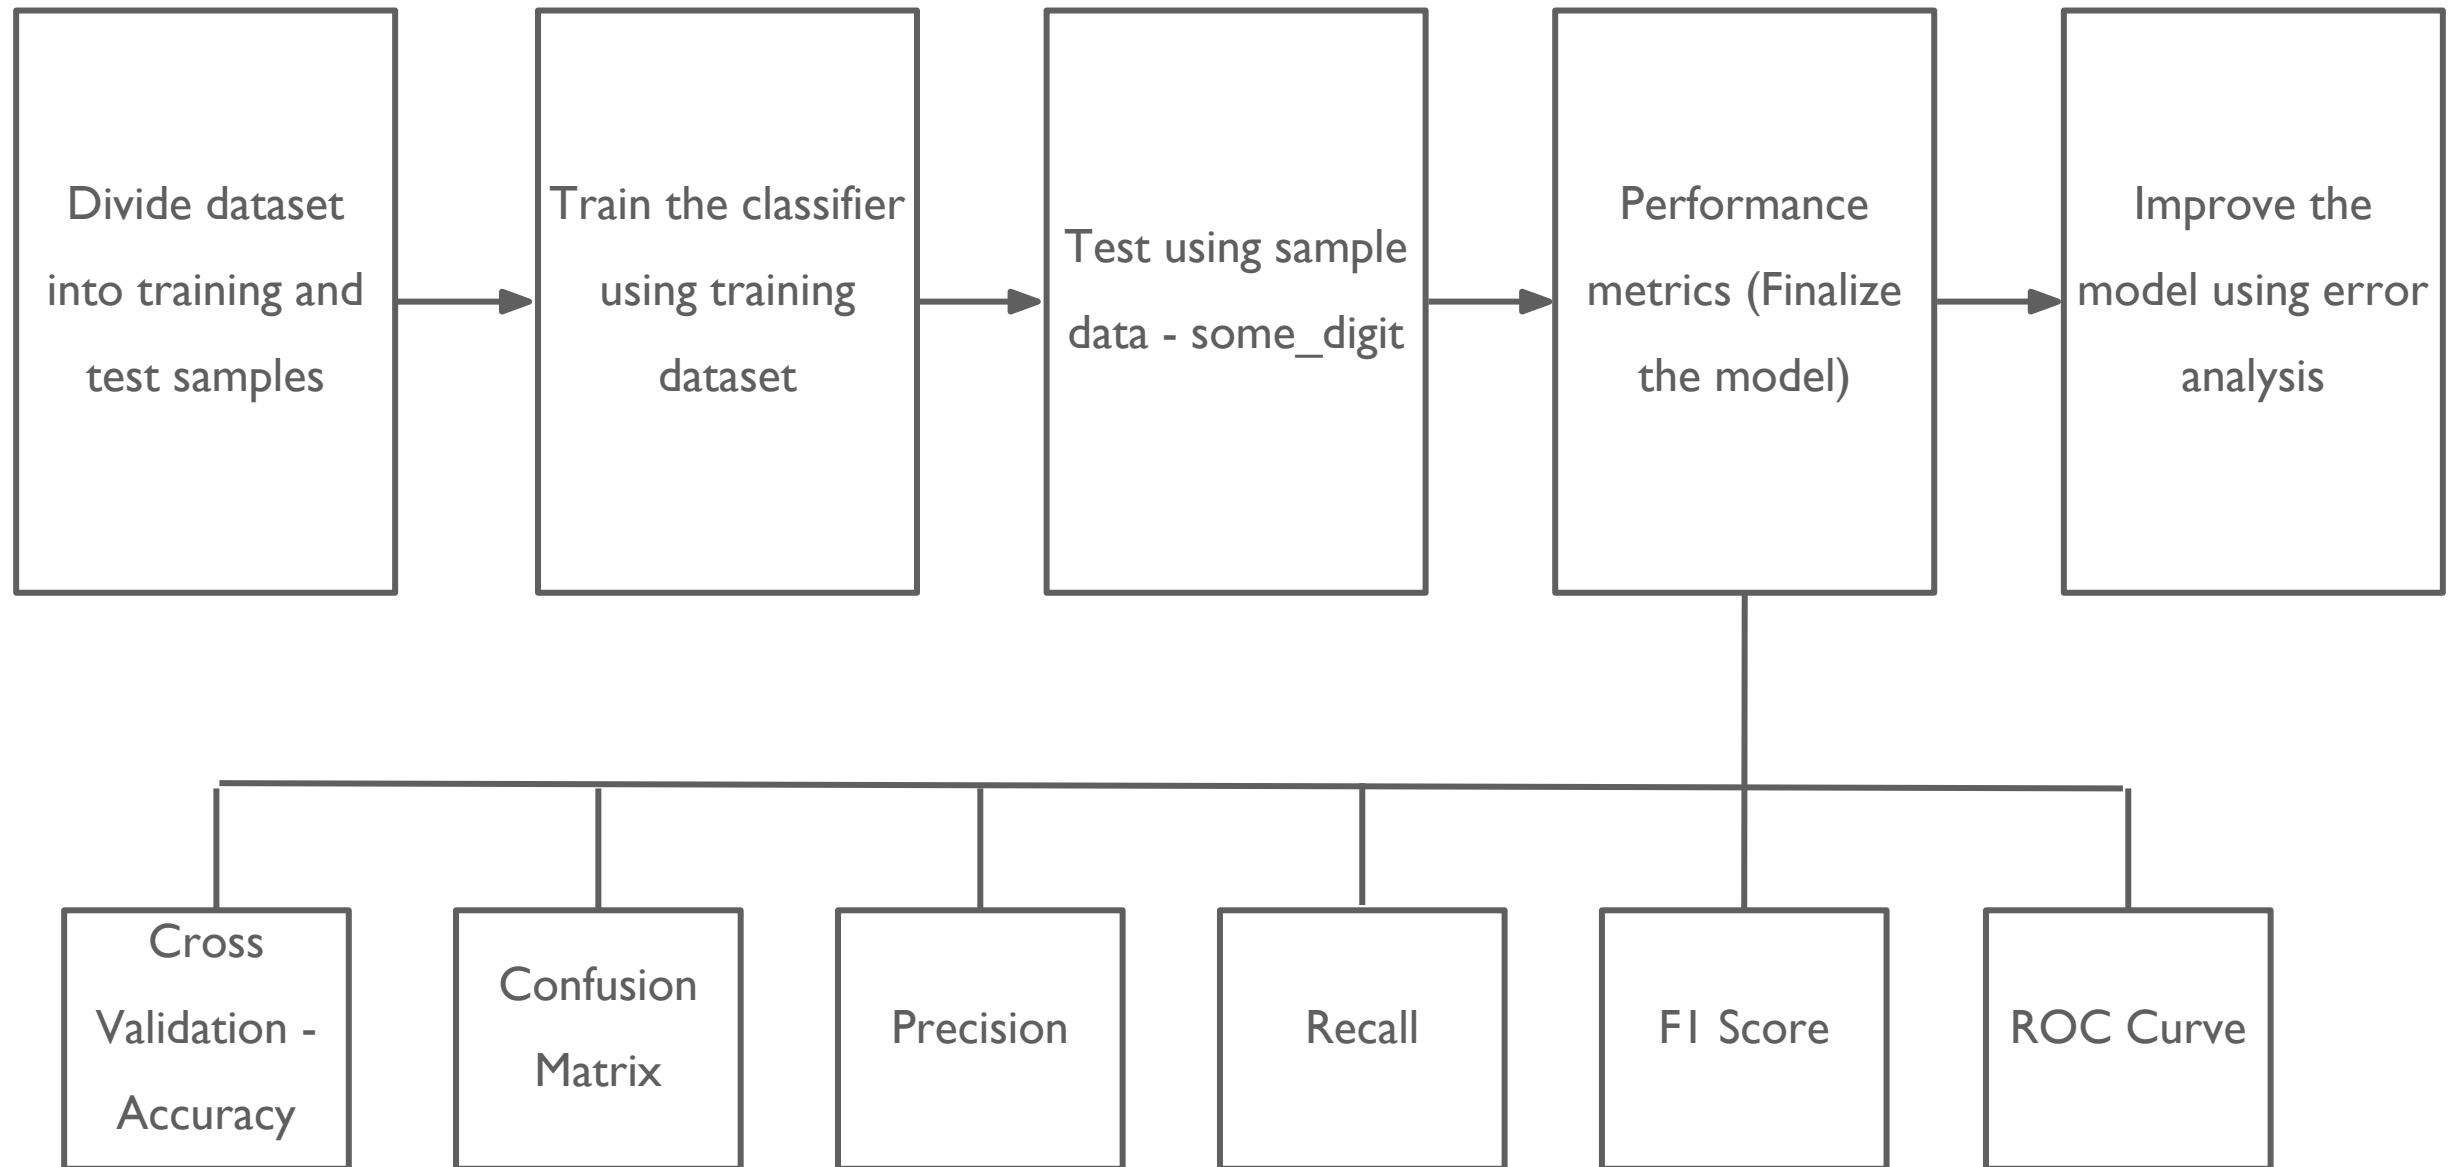 Divide dataset
into training and
test samples
Train the classifier
using training
dataset
Test using sample
data - some_digit
Performance
metrics (Finalize
the model)
Improve the
model using error
analysis
Cross
Validation -
Accuracy
Confusion
Matrix
Precision
Recall
F1 Score
ROC Curve